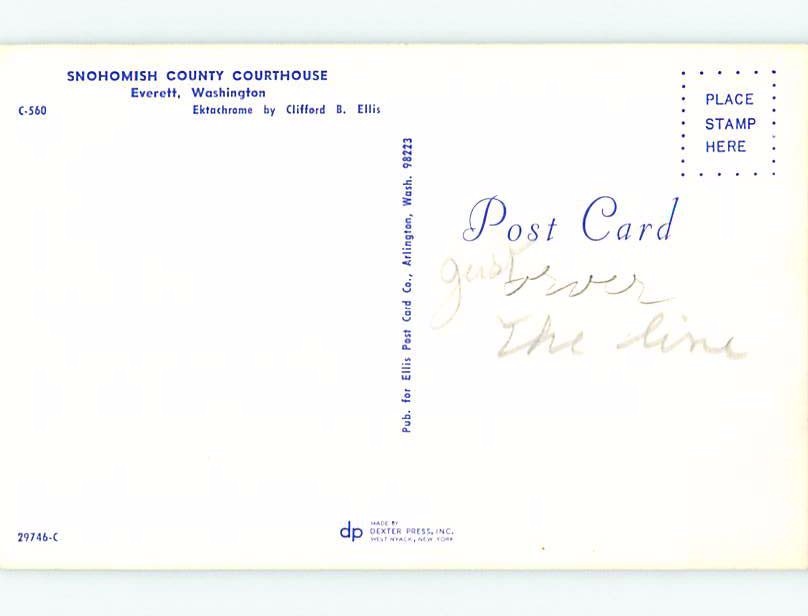 SNOHOMISH COUNTY COURTHOUSE
Everett, Washington
C-560
Ektachrome by Clifford B. Ellis
PLACE
STAMP
HERE
Pub. for Ellis Post Card Co., Arlington, Wash. 98223
Post Card
just over
The line
29746-C
dp
MADE BY
DEXTER PRESS, INC.
WEST NYACK, NEW YORK